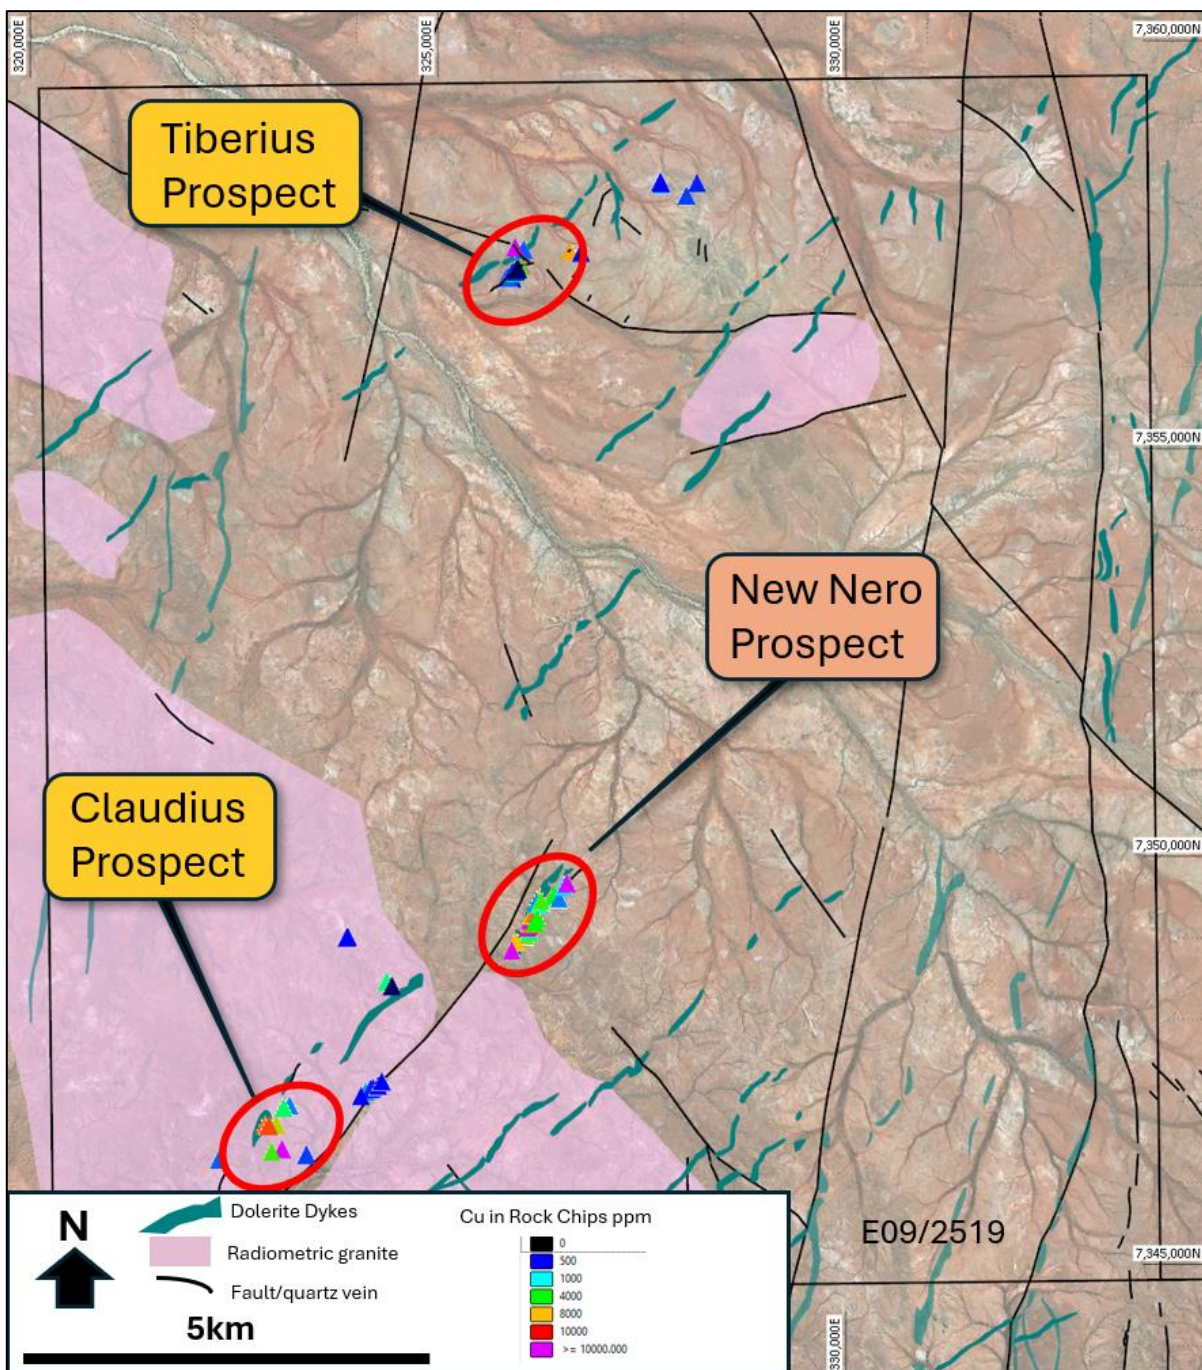 320,000E
325,000E
330,000E
7,360,000N
Tiberius
Prospect
7,355,000N
New Nero
Prospect
Claudius
Prospect
7,350,000N
E09/2519
7,345,000N
330,000E
N
Dolerite Dykes
Radiometric granite
Fault/quartz vein
5km
Cu in Rock Chips ppm
0
500
1000
4000
8000
10000
>= 10000.000